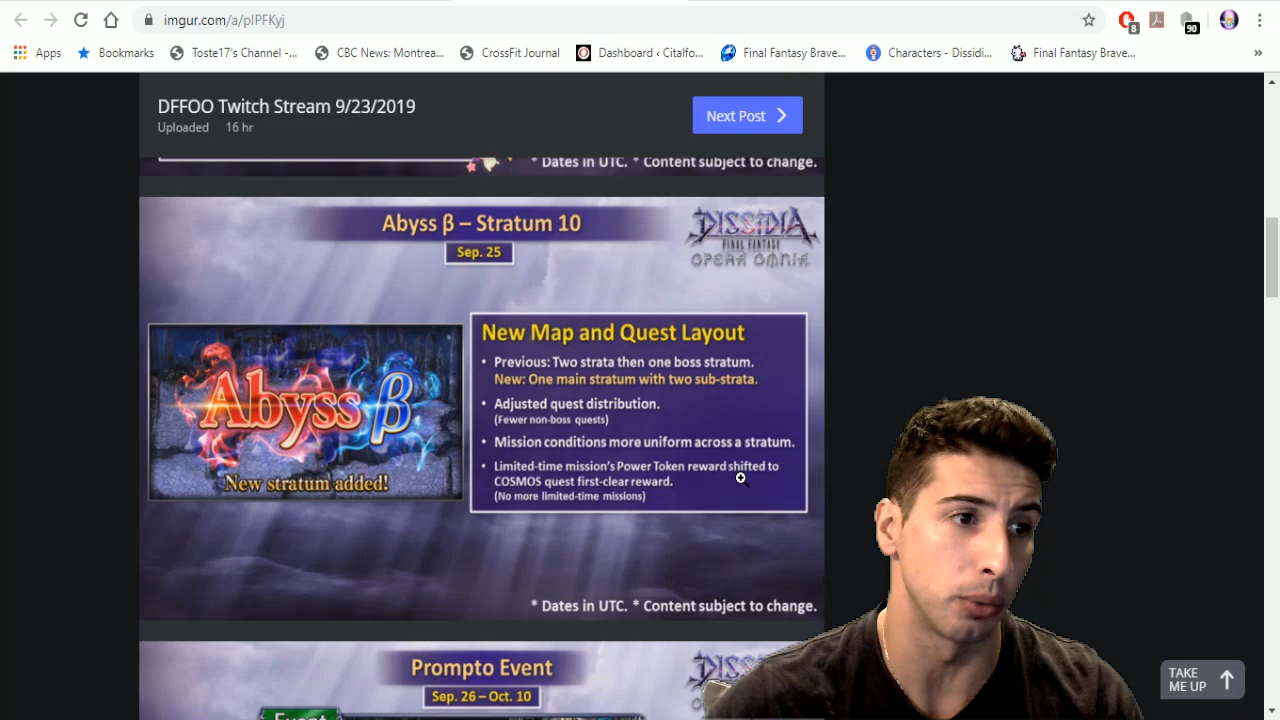 imgur.com/a/pIPFKyj
8
90
Apps
Bookmarks
Toste17's Channel -...
CBC News: Montrea...
CrossFit Journal
Dashboard ‹ Citalfo...
Final Fantasy Brave...
Characters - Dissidi...
Final Fantasy Brave...
»
DFFOO Twitch Stream 9/23/2019
Uploaded 16 hr
Next Post
* Dates in UTC. * Content subject to change.
Abyss β – Stratum 10
Sep. 25
DISSIDIA
FINAL FANTASY
OPERA OMNIA
Abyss β
New stratum added!
New Map and Quest Layout
• Previous: Two strata then one boss stratum.
New: One main stratum with two sub-strata.
• Adjusted quest distribution.
(Fewer non-boss quests)
• Mission conditions more uniform across a stratum.
• Limited-time mission's Power Token reward shifted to
COSMOS quest first-clear reward.
(No more limited-time missions)
* Dates in UTC. * Content subject to change.
Prompto Event
Sep. 26 – Oct. 10
Event
TAKE
ME UP